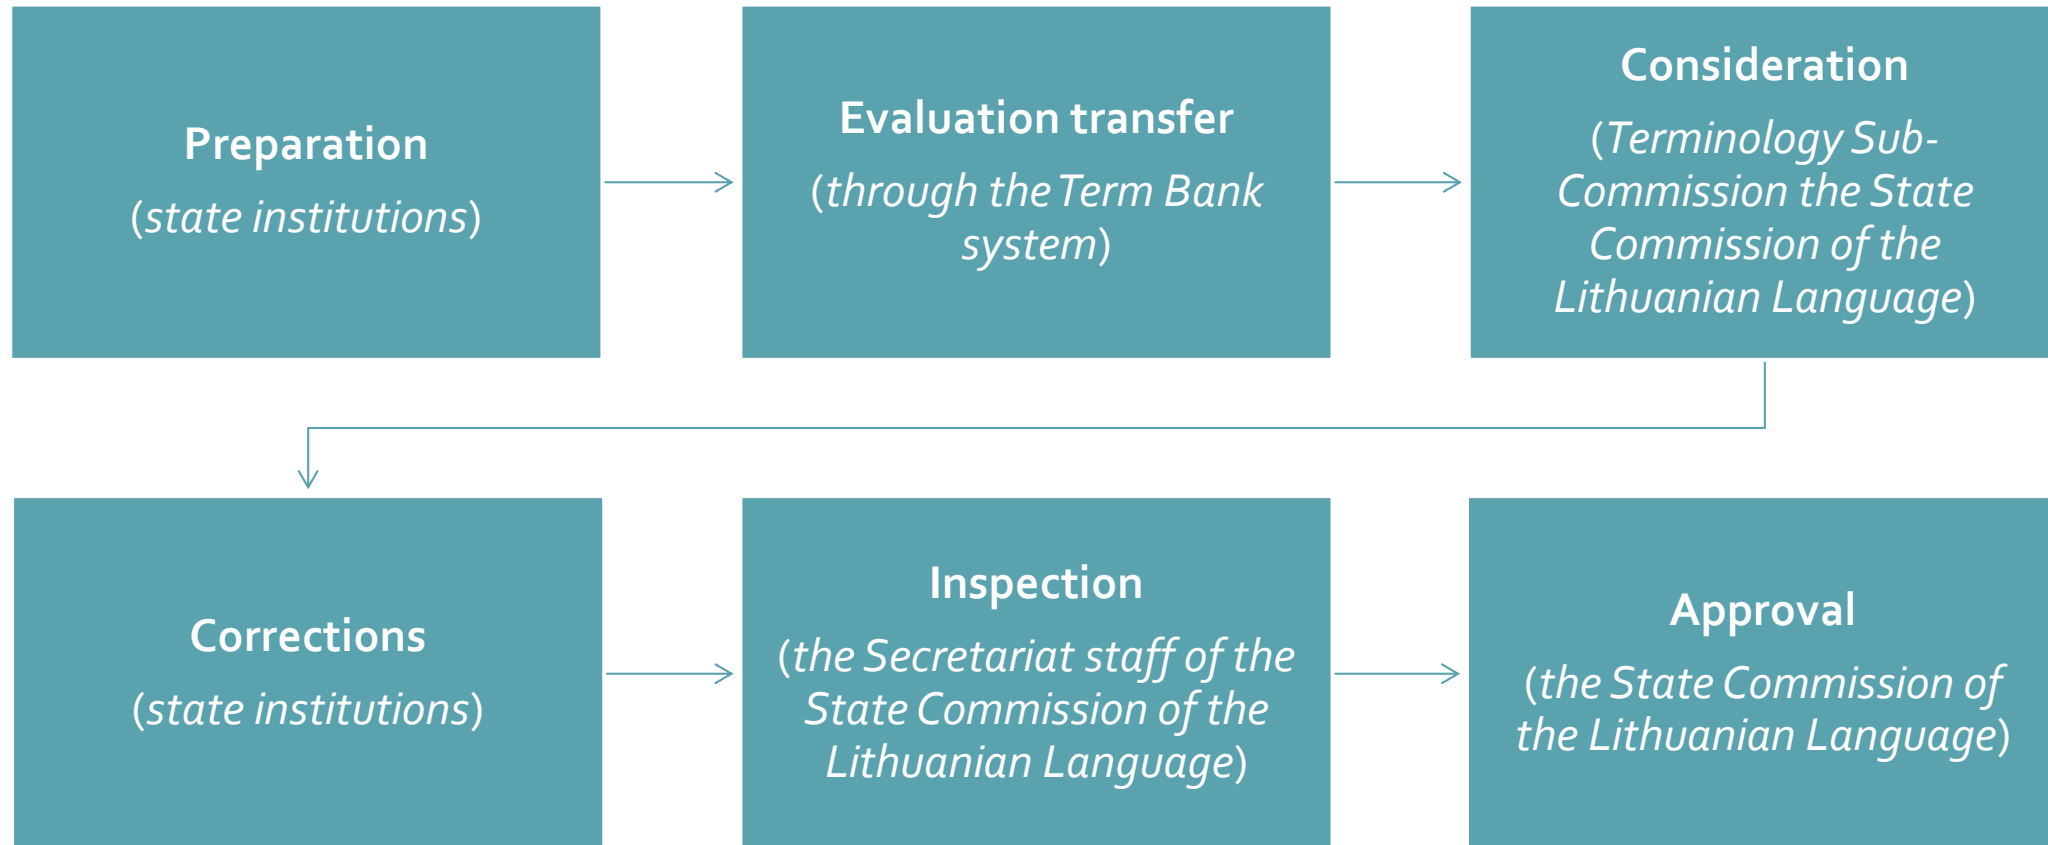 Preparation
(state institutions)
Evaluation transfer
(through the Term Bank
system)
Consideration
(Terminology Sub-
Commission the State
Commission of the
Lithuanian Language)
Corrections
(state institutions)
Inspection
(the Secretariat staff of the
State Commission of the
Lithuanian Language)
Approval
(the State Commission of
the Lithuanian Language)